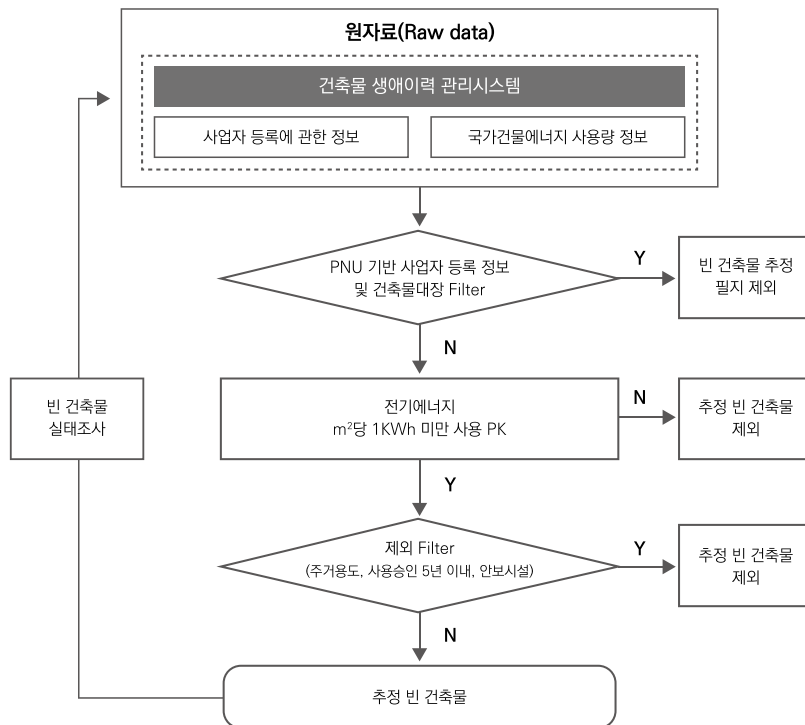 원자료(Raw data)
건축물 생애이력 관리시스템
사업자 등록에 관한 정보
국가건물에너지 사용량 정보
PNU 기반 사업자 등록 정보
및 건축물대장 Filter
Y
빈 건축물 추정
필지 제외
N
빈 건축물
실태조사
전기에너지
m²당 1KWh 미만 사용 PK
N
추정 빈 건축물
제외
Y
제외 Filter
(주거용도, 사용승인 5년 이내, 안보시설)
Y
추정 빈 건축물
제외
N
추정 빈 건축물